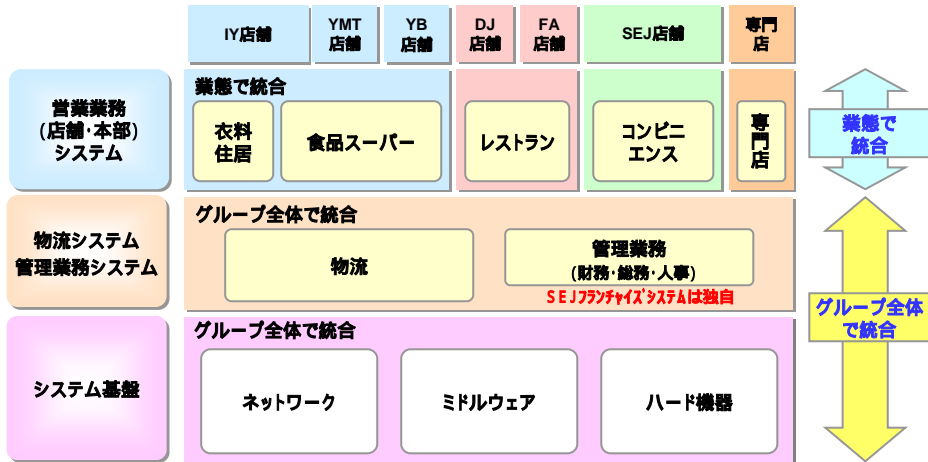 IY店舗
YMT
店舗
YB
店舗
DJ
店舗
FA
店舗
SEJ店舗
専門
店
営業業務
(店舗・本部)
システム
業態で統合
衣料
住居
食品スーパー
レストラン
コンビニ
エンス
専
門
店
業態で
統合
物流システム
管理業務システム
グループ全体で統合
物流
管理業務
(財務・総務・人事)
ＳＥＪフランチャイズシステムは独自
グループ全体
で統合
システム基盤
グループ全体で統合
ネットワーク
ミドルウェア
ハード機器